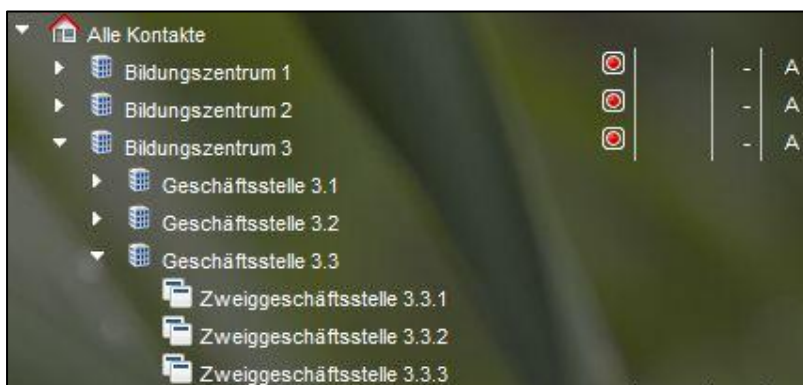 Alle Kontakte
Bildungszentrum 1 - A
Bildungszentrum 2 - A
Bildungszentrum 3 - A
Geschäftsstelle 3.1
Geschäftsstelle 3.2
Geschäftsstelle 3.3
Zweiggeschäftsstelle 3.3.1
Zweiggeschäftsstelle 3.3.2
Zweiggeschäftsstelle 3.3.3